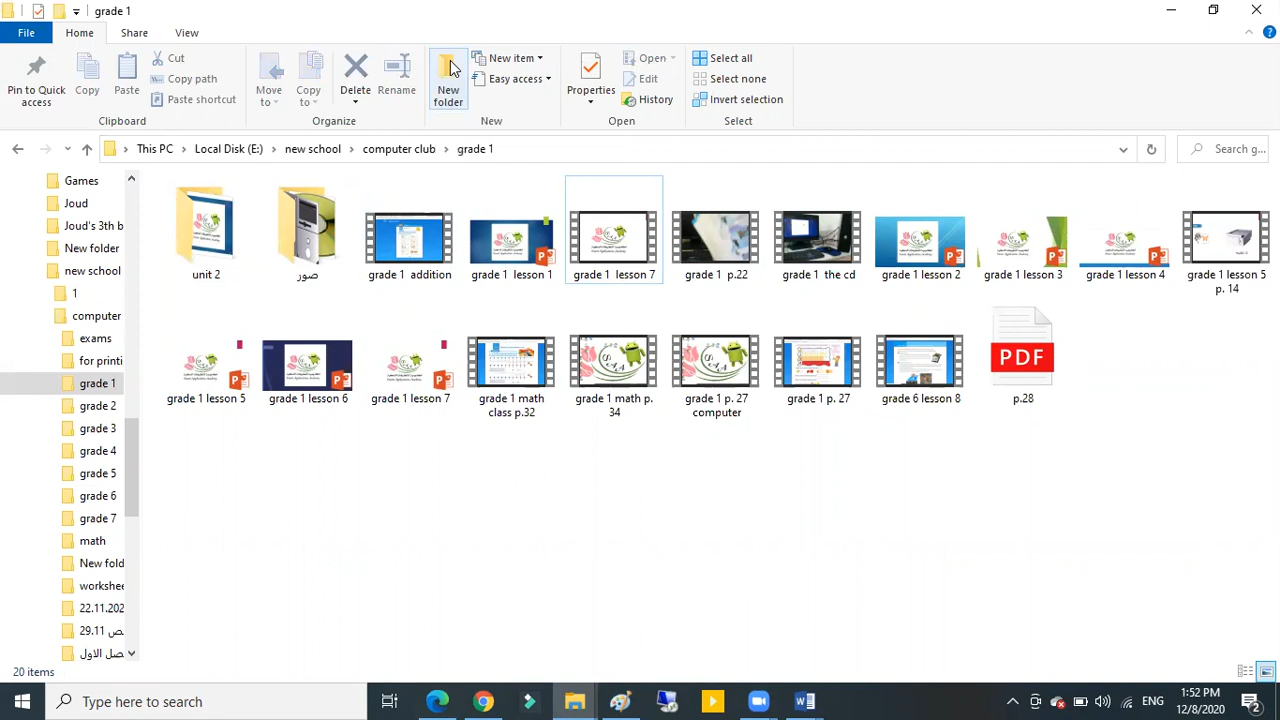 grade 1
File
Home
Share
View
Pin to Quick
access
Copy
Paste
Cut
Copy path
Paste shortcut
Clipboard
Move
to
Copy
to
Delete
Rename
Organize
New
folder
New item
Easy access
New
Properties
Open
Edit
History
Open
Select all
Select none
Invert selection
Select
This PC
Local Disk (E:)
new school
computer club
grade 1
Search g...
Games
Joud
Joud's 3th b
New folder
new school
1
computer
exams
for printi
grade 1
grade 2
grade 3
grade 4
grade 5
grade 6
grade 7
math
New fold
workshee
22.11.202
29.11 ص
صل الاول
unit 2
صور
grade 1 addition
grade 1 lesson 1
grade 1 lesson 7
grade 1 p.22
grade 1 the cd
grade 1 lesson 2
grade 1 lesson 3
grade 1 lesson 4
grade 1 lesson 5
p. 14
grade 1 lesson 5
grade 1 lesson 6
grade 1 lesson 7
grade 1 math
class p.32
grade 1 math p.
34
grade 1 p. 27
computer
grade 1 p. 27
grade 6 lesson 8
PDF
p.28
20 items
Type here to search
ENG
1:52 PM
12/8/2020
2